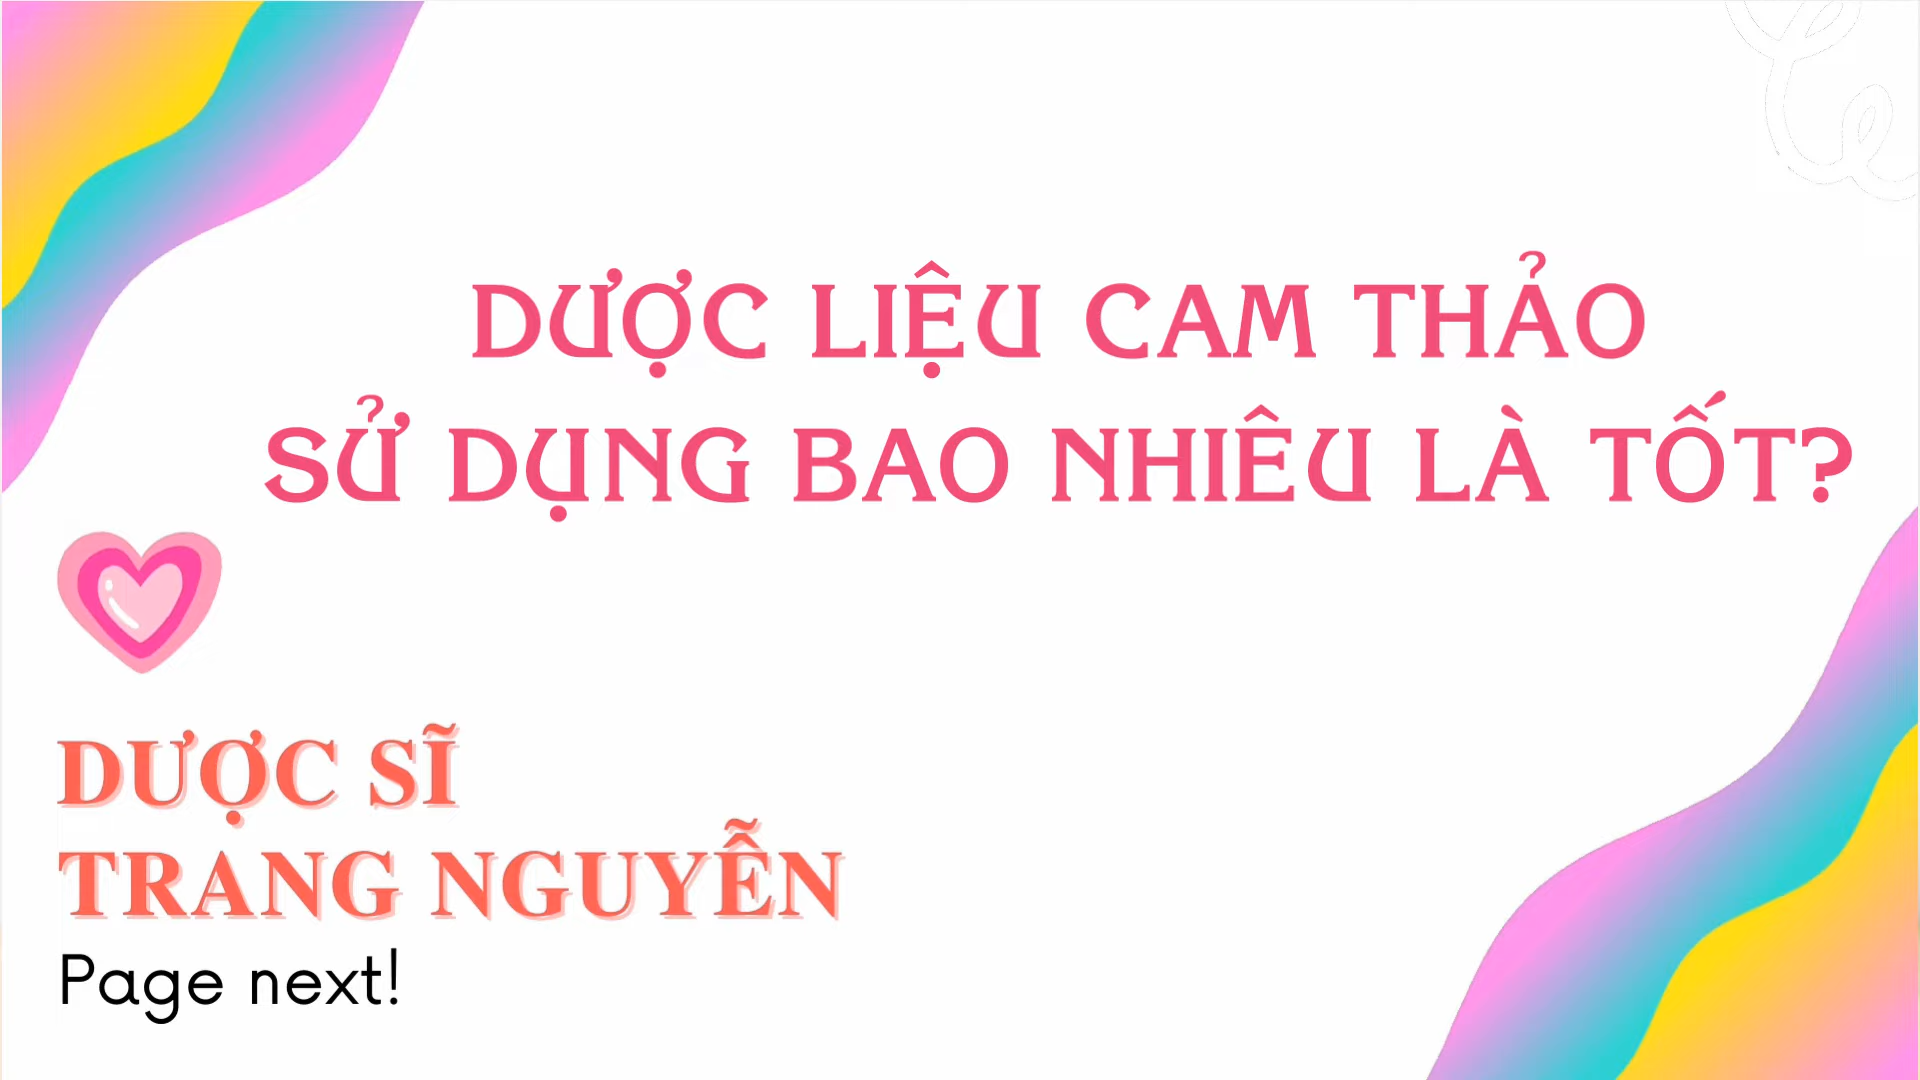 DƯỢC LIỆU CAM THẢO
SỬ DỤNG BAO NHIÊU LÀ TỐT?
DƯỢC SĨ
TRANG NGUYỄN
Page next!